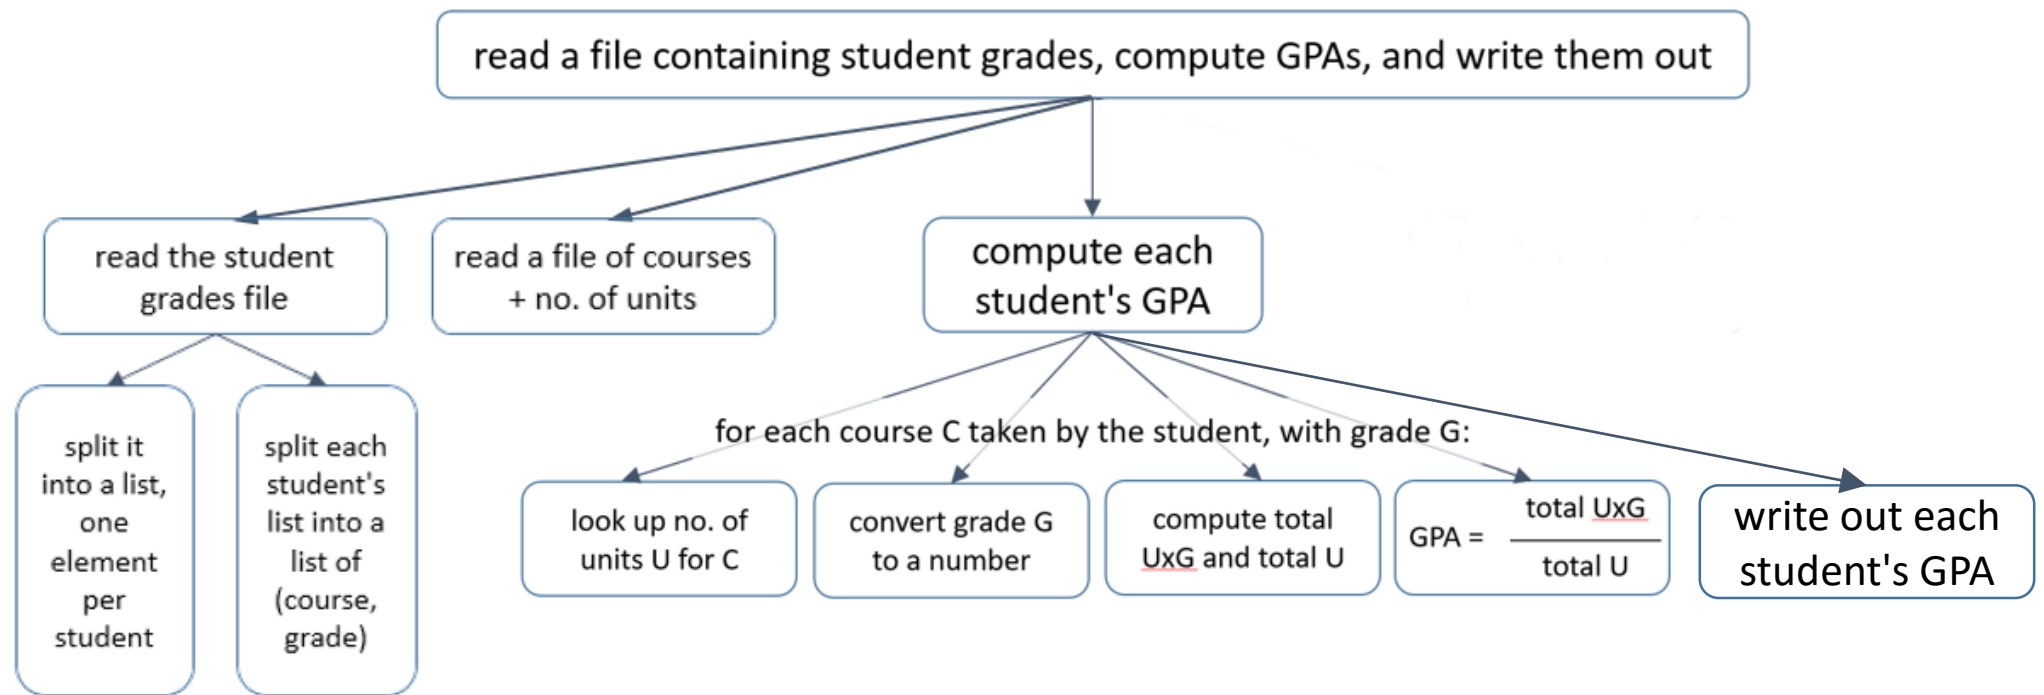 read a file containing student grades, compute GPAs, and write them out
read the student
grades file
read a file of courses
+ no. of units
compute each
student's GPA
split it
into a list,
one
element
per
student
split each
student's
list into a
list of
(course,
grade)
for each course C taken by the student, with grade G:
look up no. of
units U for C
convert grade G
to a number
compute total
UxG and total U
total UxG
GPA =
total U
write out each
student's GPA